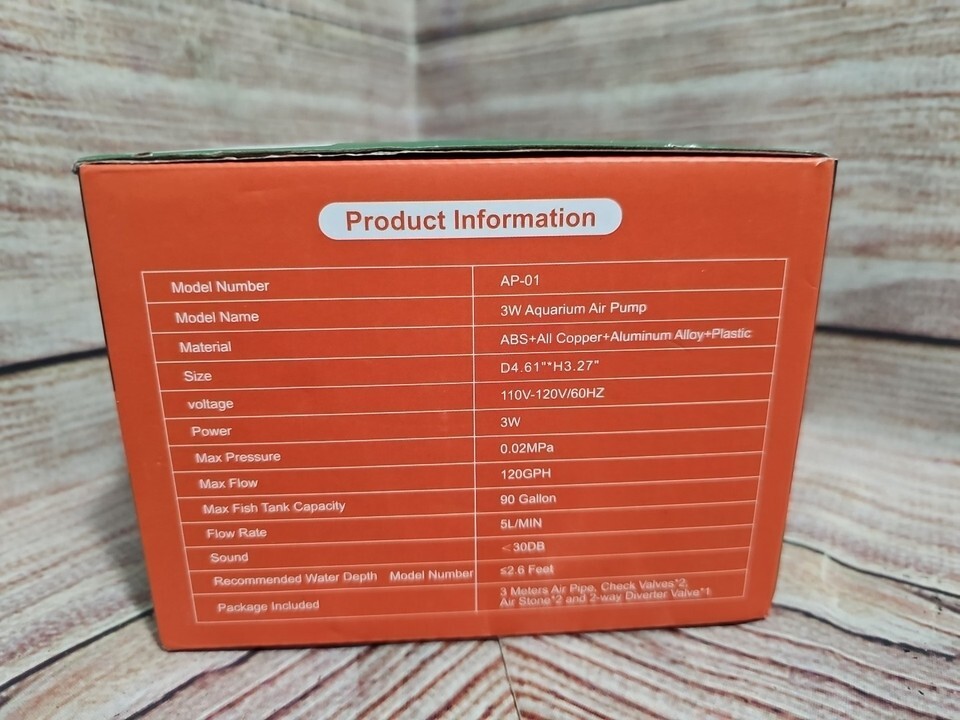 Product Information
Model Number AP-01
Model Name 3W Aquarium Air Pump
Material ABS+All Copper+Aluminum Alloy+Plastic
Size D4.61"*H3.27"
voltage 110V-120V/60HZ
Power 3W
Max Pressure 0.02MPa
Max Flow 120GPH
Max Fish Tank Capacity 90 Gallon
Flow Rate 5L/MIN
Sound <30DB
Recommended Water Depth Model Number ≤2.6 Feet
Package Included 3 Meters Air Pipe, Check Valves*2,
Air Stone*2 and 2-way Diverter Valve*1